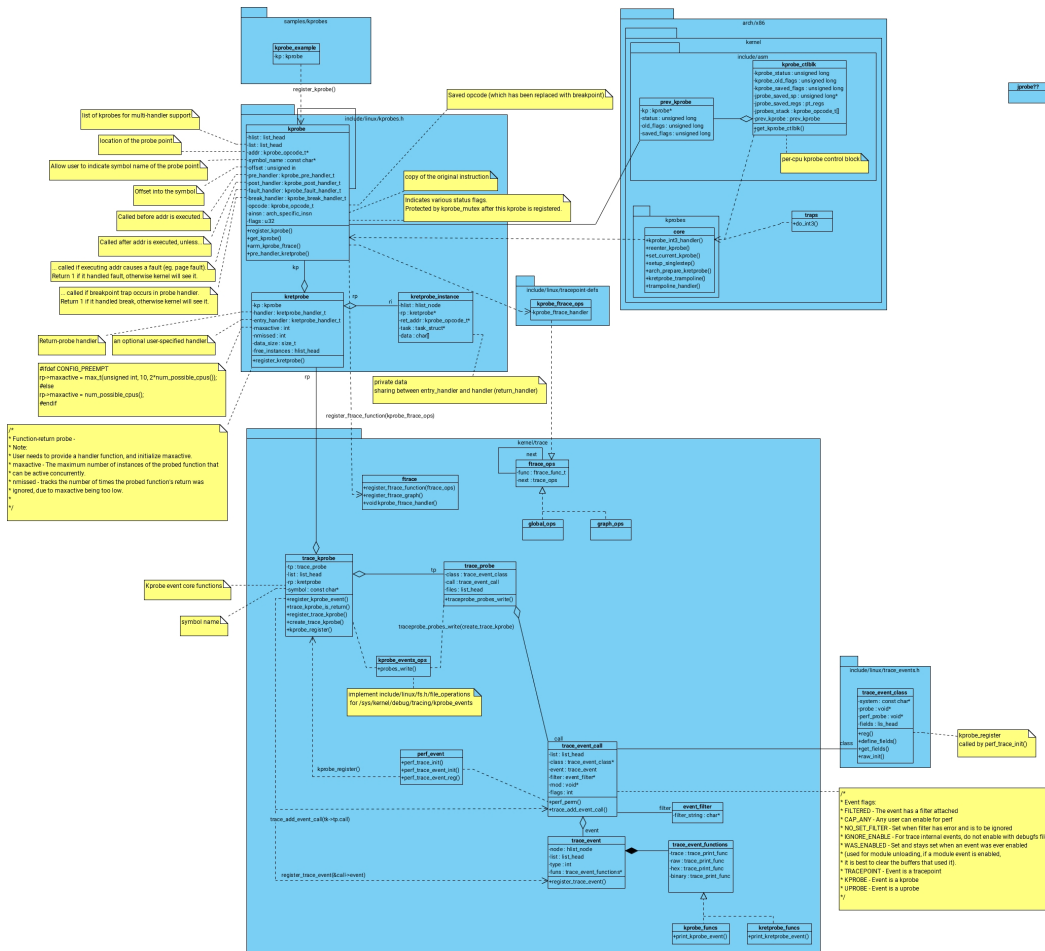 samples/kprobex
kprobe_example
-kp : kprobe
register_kprobe()
arch/x86
kernel
include/asm
kprobe_ctlblk
-kprobe_status : unsigned long
-kprobe_old_flags : unsigned long
-kprobe_saved_flags : unsigned long
-jprobe_saved_sp : unsigned long*
-jprobe_saved_regs : pt_regs
-jprobes_stack : kprobe_opcode_t[]
-prev_kprobe : prev_kprobe
+get_kprobe_ctlblk()
prev_kprobe
-kp : kprobe*
-status : unsigned long
-old_flags : unsigned long
-saved_flags : unsigned long
per-cpu kprobe control block
jprobe??
Saved opcode (which has been replaced with breakpoint)
list of kprobes for multi-handler support
location of the probe point
Allow user to indicate symbol name of the probe point
Offset into the symbol
Called before addr is executed.
Called after addr is executed, unless...
... called if executing addr causes a fault (eg. page fault).
Return 1 if it handled fault, otherwise kernel will see it.
... called if breakpoint trap occurs in probe handler.
Return 1 if it handled break, otherwise kernel will see it.
include/linux/kprobes.h
kprobe
-hlist : list_head
-list : list_head
-addr : kprobe_opcode_t*
-symbol_name : const char*
-offset : unsigned in
-pre_handler : kprobe_pre_handler_t
-post_handler : kprobe_post_handler_t
-fault_handler : kprobe_fault_handler_t
-break_handler : kprobe_break_handler_t
-opcode : kprobe_opcode_t
-ainsn : arch_specific_insn
-flags : u32
+register_kprobe()
+get_kprobe()
+arm_kprobe_ftrace()
+pre_handler_kretprobe()
copy of the original instruction
Indicates various status flags.
Protected by kprobe_mutex after this kprobe is registered.
kprobes
core
+kprobe_int3_handler()
+reenter_kprobe()
+set_current_kprobe()
+setup_singlestep()
+arch_prepare_kretprobe()
+kretprobe_trampoline()
+trampoline_handler()
traps
+do_int3()
kp
kretprobe
-kp : kprobe
-handler : kretprobe_handler_t
-entry_handler : kretprobe_handler_t
-maxactive : int
-nmissed : int
-data_size : size_t
-free_instances : hlist_head
+register_kretprobe()
rp
ri
kretprobe_instance
-hlist : hlist_node
-rp : kretprobe*
-ret_addr : kprobe_opcode_t*
-task : task_struct*
-data : char[]
include/linux/tracepoint-defs
kprobe_ftrace_ops
-kprobe_ftrace_handler
Return-probe handler
an optional user-specified handler
#ifdef CONFIG_PREEMPT
rp->maxactive = max_t(unsigned int, 10, 2*num_possible_cpus());
#else
rp->maxactive = num_possible_cpus();
#endif
private data
sharing between entry_handler and handler (return_handler)
rp
register_ftrace_function(kprobe_ftrace_ops)
/*
* Function-return probe -
* Note:
* User needs to provide a handler function, and initialize maxactive.
* maxactive - The maximum number of instances of the probed function that
* can be active concurrently.
* nmissed - tracks the number of times the probed function's return was
* ignored, due to maxactive being too low.
*
*/
kernel/trace
next
ftrace_ops
-func : ftrace_func_t
-next : trace_ops
ftrace
+register_ftrace_function(ftrace_ops)
+register_ftrace_graph()
+voidkprobe_ftrace_handler()
global_ops
graph_ops
trace_kprobe
-tp : trace_probe
-list : list_head
-rp : kretprobe
-symbol : const char*
+register_kprobe_event()
+trace_kprobe_is_return()
+register_trace_kprobe()
+create_trace_kprobe()
+kprobe_register()
tp
trace_probe
-class : trace_event_class
-call : trace_event_call
-files : list_head
+traceprobe_probes_write()
Kprobe event core functions
symbol name
traceprobe_probes_write(create_trace_kprobe)
kprobe_events_ops
+probes_write()
implement include/linux/fs.h/file_operations
for /sys/kernel/debug/tracing/kprobe_events
include/linux/trace_events.h
trace_event_class
-system : const char*
-probe : void*
-perf_probe : void*
-fields : lis_head
+reg()
+define_fields()
+get_fields()
+raw_init()
kprobe_register
called by perf_trace_init()
call
class
trace_event_call
-list : list_head
-class : trace_event_class*
-event : trace_event
-filter : event_filter*
-mod : void*
-flags : int
+perf_perm()
+trace_add_event_call()
perf_event
+perf_trace_init()
+perf_trace_event_init()
+perf_trace_event_reg()
kprobe_register()
filter
event_filter
-filter_string : char*
/*
* Event flags:
* FILTERED - The event has a filter attached
* CAP_ANY - Any user can enable for perf
* NO_SET_FILTER - Set when filter has error and is to be ignored
* IGNORE_ENABLE - For trace internal events, do not enable with debugfs fil
* WAS_ENABLED - Set and stays set when an event was ever enabled
* (used for module unloading, if a module event is enabled,
* it is best to clear the buffers that used it).
* TRACEPOINT - Event is a tracepoint
* KPROBE - Event is a kprobe
* UPROBE - Event is a uprobe
*/
trace_add_event_call(tk->tp.call)
event
trace_event
-node : hlist_node
-list : list_head
-type : int
-funs : trace_event_functions*
+register_trace_event()
trace_event_functions
-trace : trace_print_func
-raw : trace_print_func
-hex : trace_print_func
-binary : trace_print_func
register_trace_event(&call->event)
kprobe_funcs
+print_kprobe_event()
kretprobe_funcs
+print_kretprobe_event()